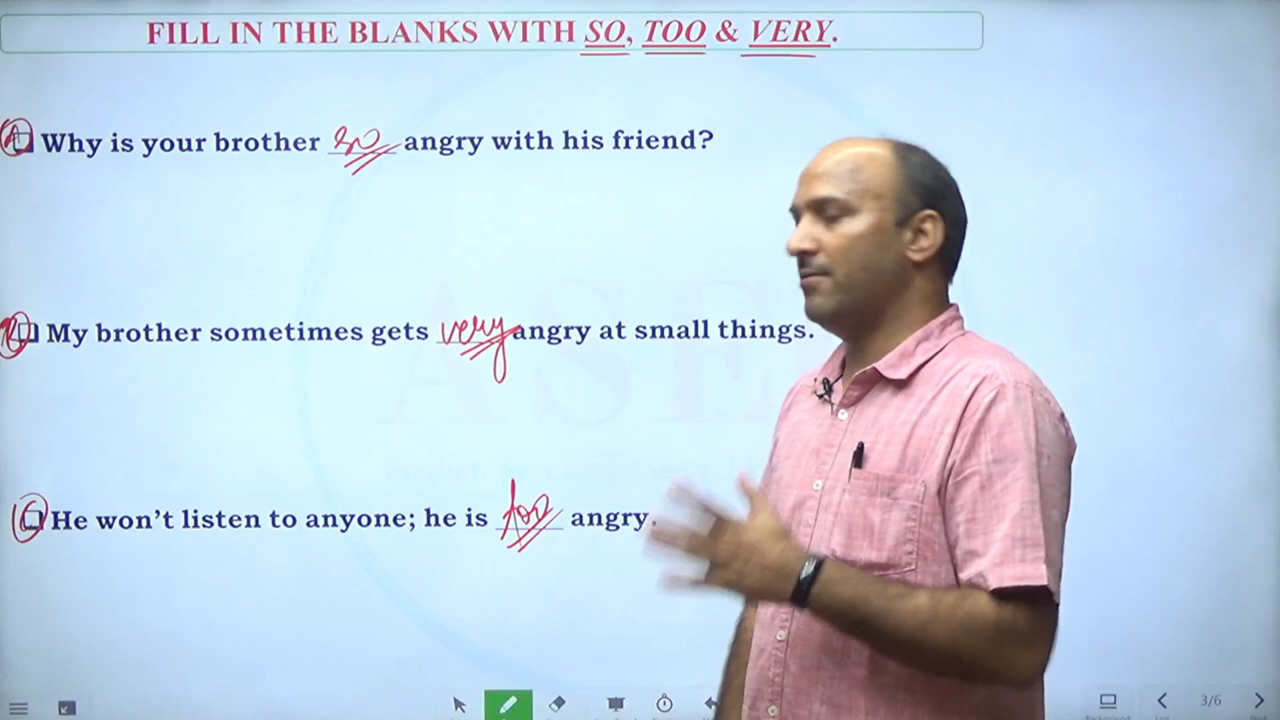 FILL IN THE BLANKS WITH SO, TOO & VERY.
A Why is your brother so angry with his friend?
B My brother sometimes gets very angry at small things.
C He won't listen to anyone; he is too angry.
ASE
3/6